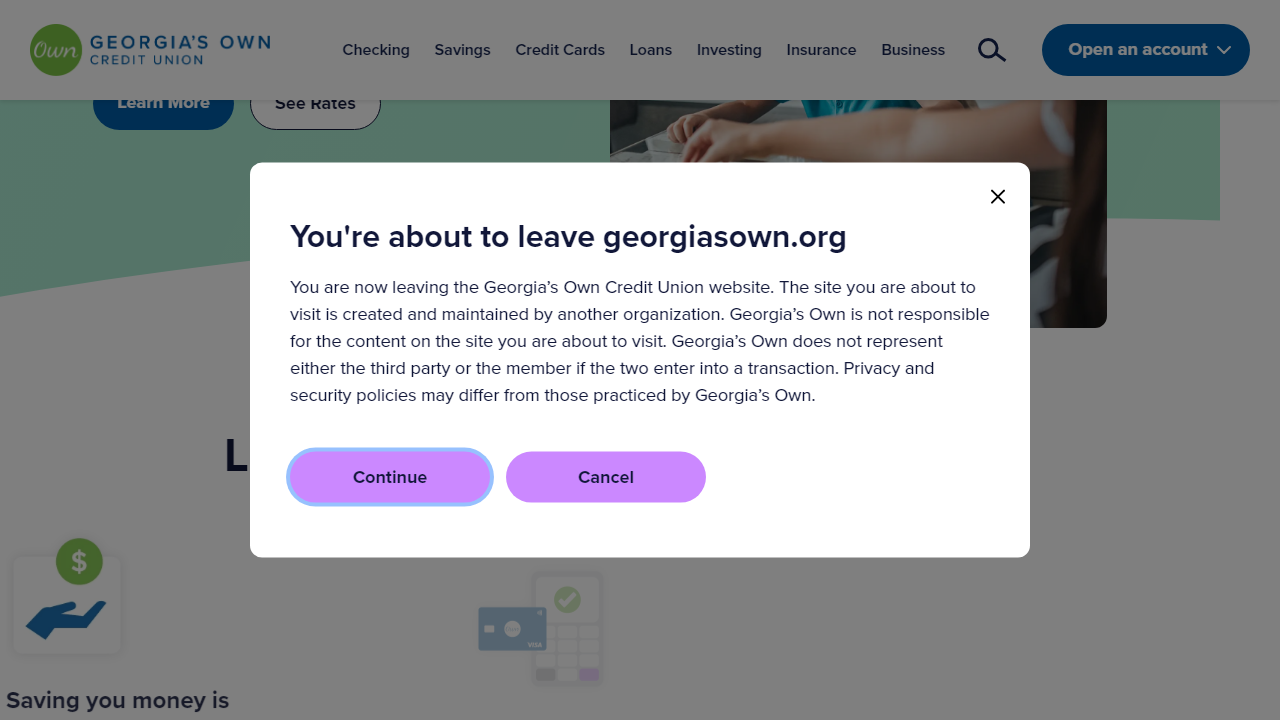 Own GEORGIA'S OWN
CREDIT UNION
Checking Savings Credit Cards Loans Investing Insurance Business Open an account
Learn More See Rates
You're about to leave georgiasown.org
You are now leaving the Georgia’s Own Credit Union website. The site you are about to
visit is created and maintained by another organization. Georgia’s Own is not responsible
for the content on the site you are about to visit. Georgia’s Own does not represent
either the third party or the member if the two enter into a transaction. Privacy and
security policies may differ from those practiced by Georgia’s Own.
L
Continue Cancel
$
VISA
Saving you money is